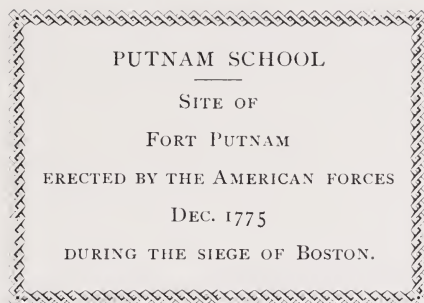 PUTNAM SCHOOL
SITE OF
FORT PUTNAM
ERECTED BY THE AMERICAN FORCES
DEC. 1775
DURING THE SIEGE OF BOSTON.